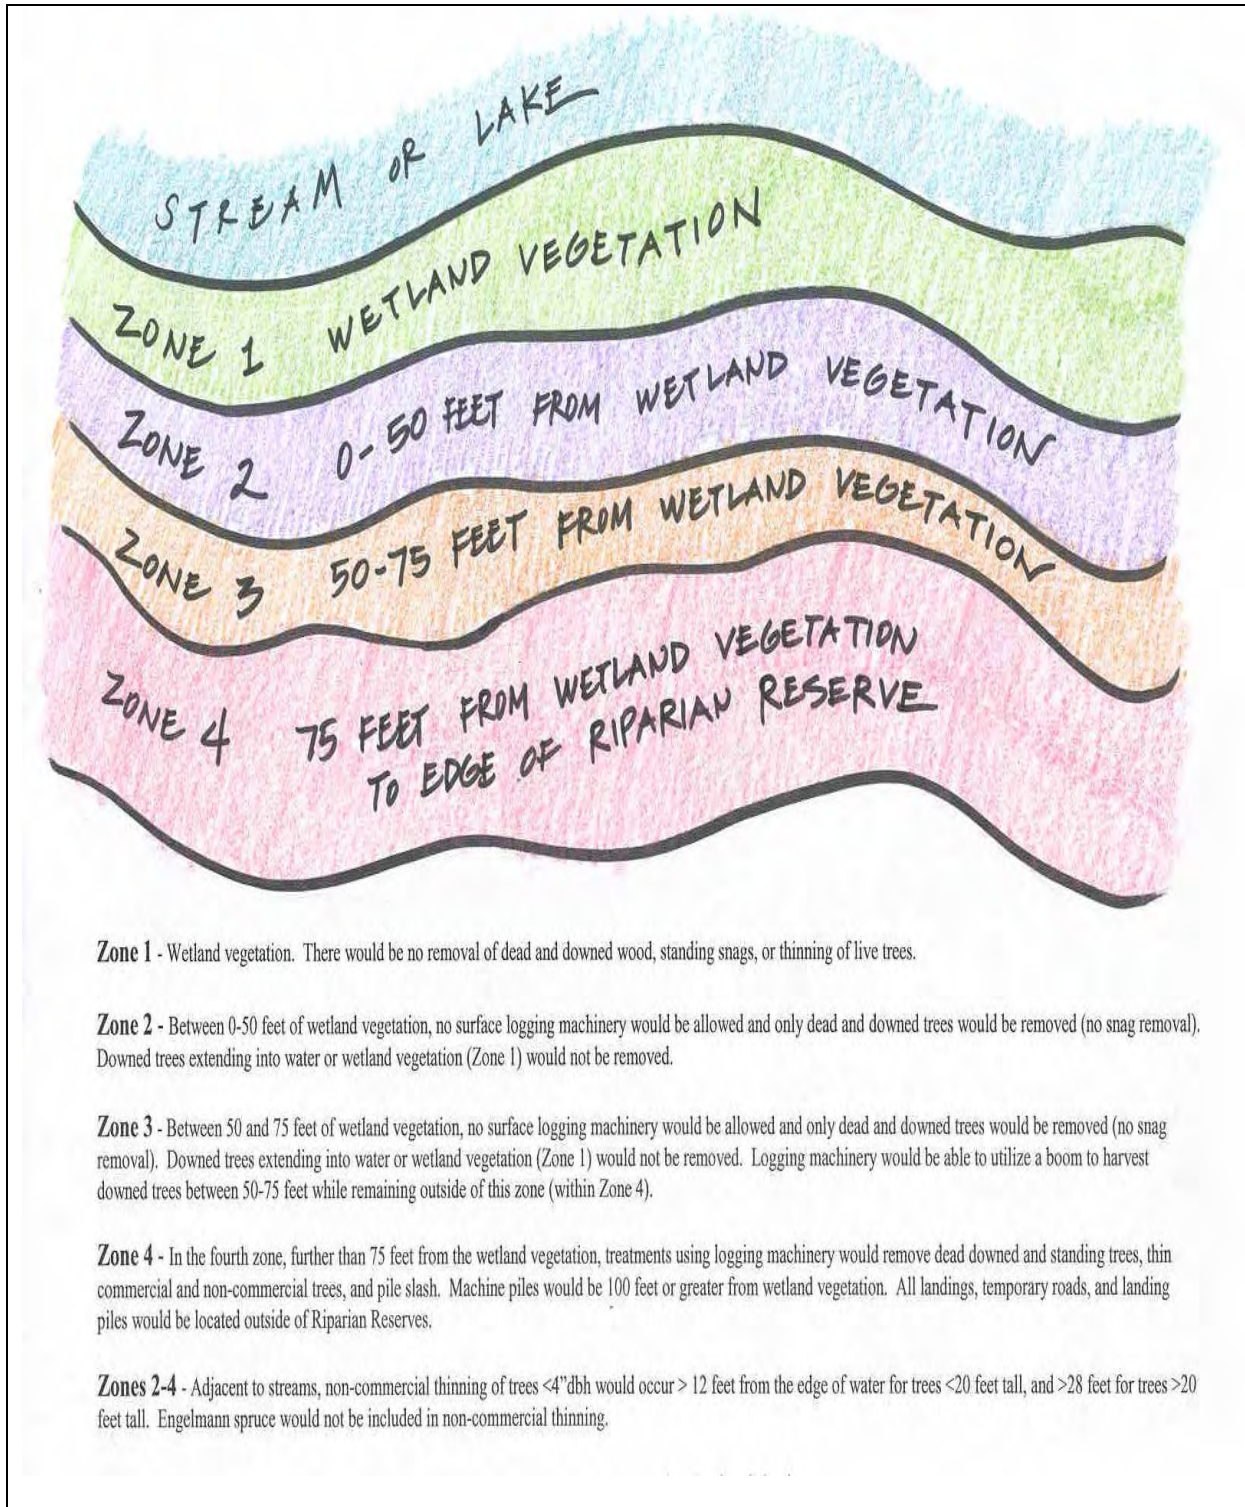 STREAM OR LAKE
ZONE 1 WETLAND VEGETATION
ZONE 2 0-50 FEET FROM WETLAND VEGETATION
ZONE 3 50-75 FEET FROM WETLAND VEGETATION
ZONE 4 75 FEET FROM WETLAND VEGETATION
TO EDGE OF RIPARIAN RESERVE
Zone 1 - Wetland vegetation. There would be no removal of dead and downed wood, standing snags, or thinning of live trees.
Zone 2 - Between 0-50 feet of wetland vegetation, no surface logging machinery would be allowed and only dead and downed trees would be removed (no snag removal).
Downed trees extending into water or wetland vegetation (Zone 1) would not be removed.
Zone 3 - Between 50 and 75 feet of wetland vegetation, no surface logging machinery would be allowed and only dead and downed trees would be removed (no snag
removal). Downed trees extending into water or wetland vegetation (Zone 1) would not be removed. Logging machinery would be able to utilize a boom to harvest
downed trees between 50-75 feet while remaining outside of this zone (within Zone 4).
Zone 4 - In the fourth zone, further than 75 feet from the wetland vegetation, treatments using logging machinery would remove dead downed and standing trees, thin
commercial and non-commercial trees, and pile slash. Machine piles would be 100 feet or greater from wetland vegetation. All landings, temporary roads, and landing
piles would be located outside of Riparian Reserves.
Zones 2-4 - Adjacent to streams, non-commercial thinning of trees <4"dbh would occur > 12 feet from the edge of water for trees <20 feet tall, and >28 feet for trees >20
feet tall. Engelmann spruce would not be included in non-commercial thinning.